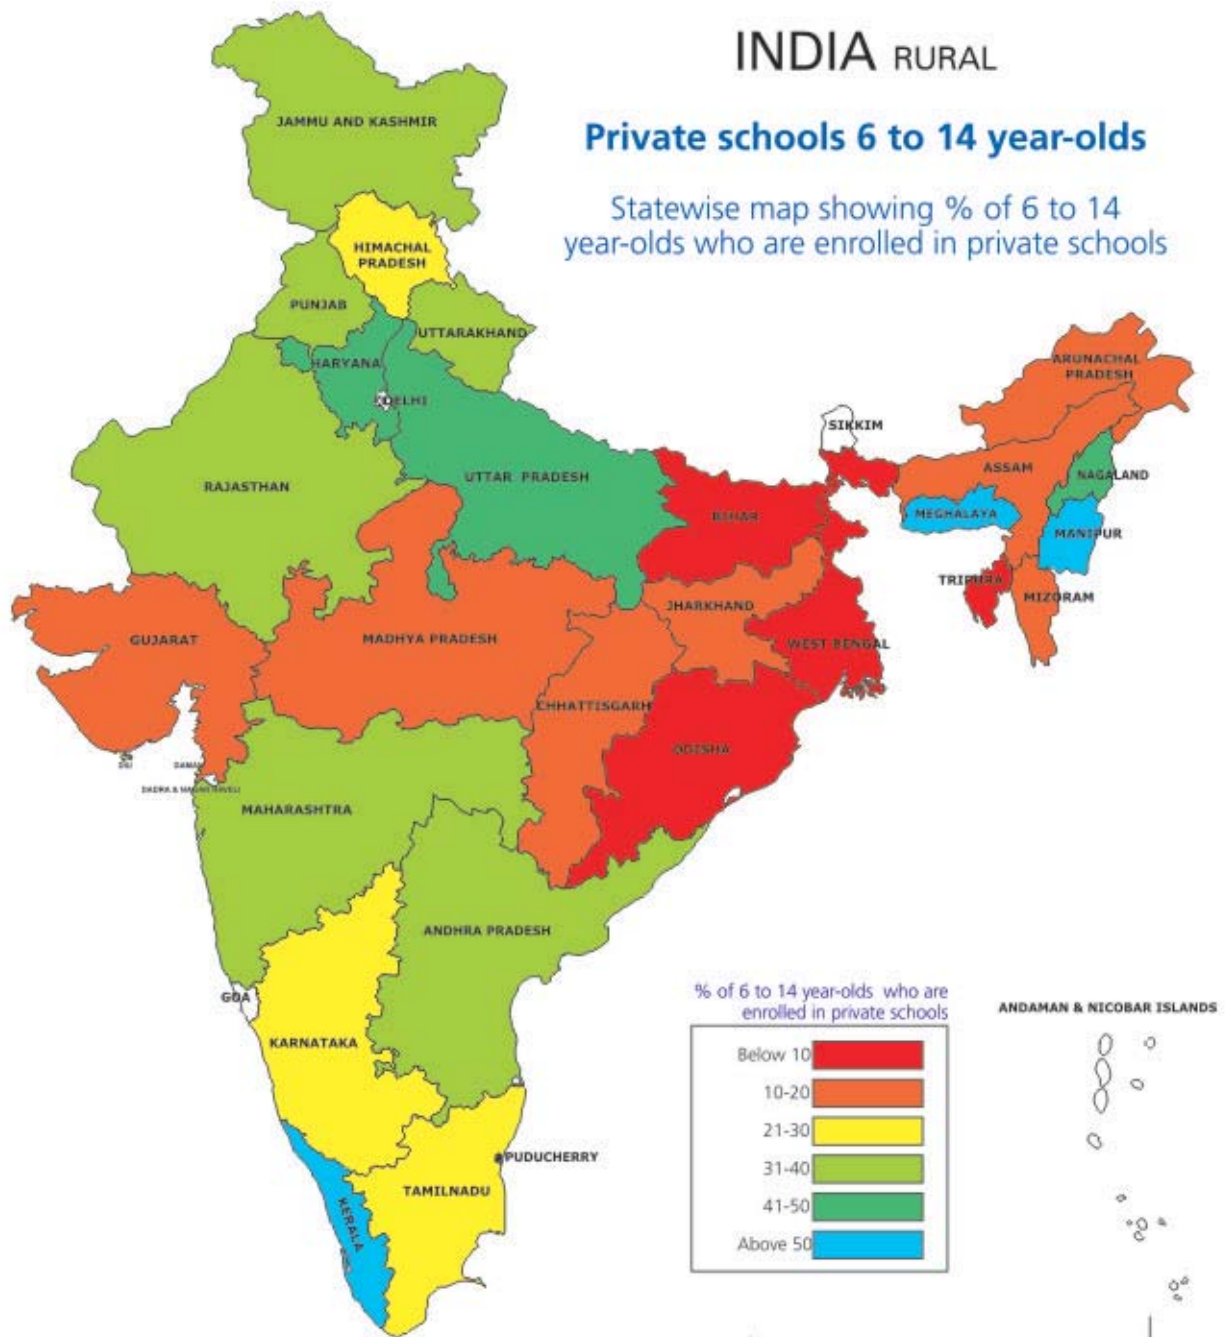 INDIA RURAL
Private schools 6 to 14 year-olds
Statewise map showing % of 6 to 14
year-olds who are enrolled in private schools
JAMMU AND KASHMIR
HIMACHAL
PRADESH
PUNJAB
UTTARAKHAND
HARYANA
DELHI
ARUNACHAL
PRADESH
SIKKIM
RAJASTHAN
UTTAR PRADESH
ASSAM
NAGALAND
BIHAR
MEGHALAYA
MANIPUR
TRIPURA
MIZORAM
JHARKHAND
GUJARAT
MADHYA PRADESH
WEST BENGAL
CHHATTISGARH
ODISHA
DIU
DAMAN
DADRA & NAGAR HAVELI
MAHARASHTRA
ANDHRA PRADESH
GOA
KARNATAKA
PUDUCHERRY
TAMILNADU
KERALA
% of 6 to 14 year-olds who are
enrolled in private schools
Below 10
10-20
21-30
31-40
41-50
Above 50
ANDAMAN & NICOBAR ISLANDS